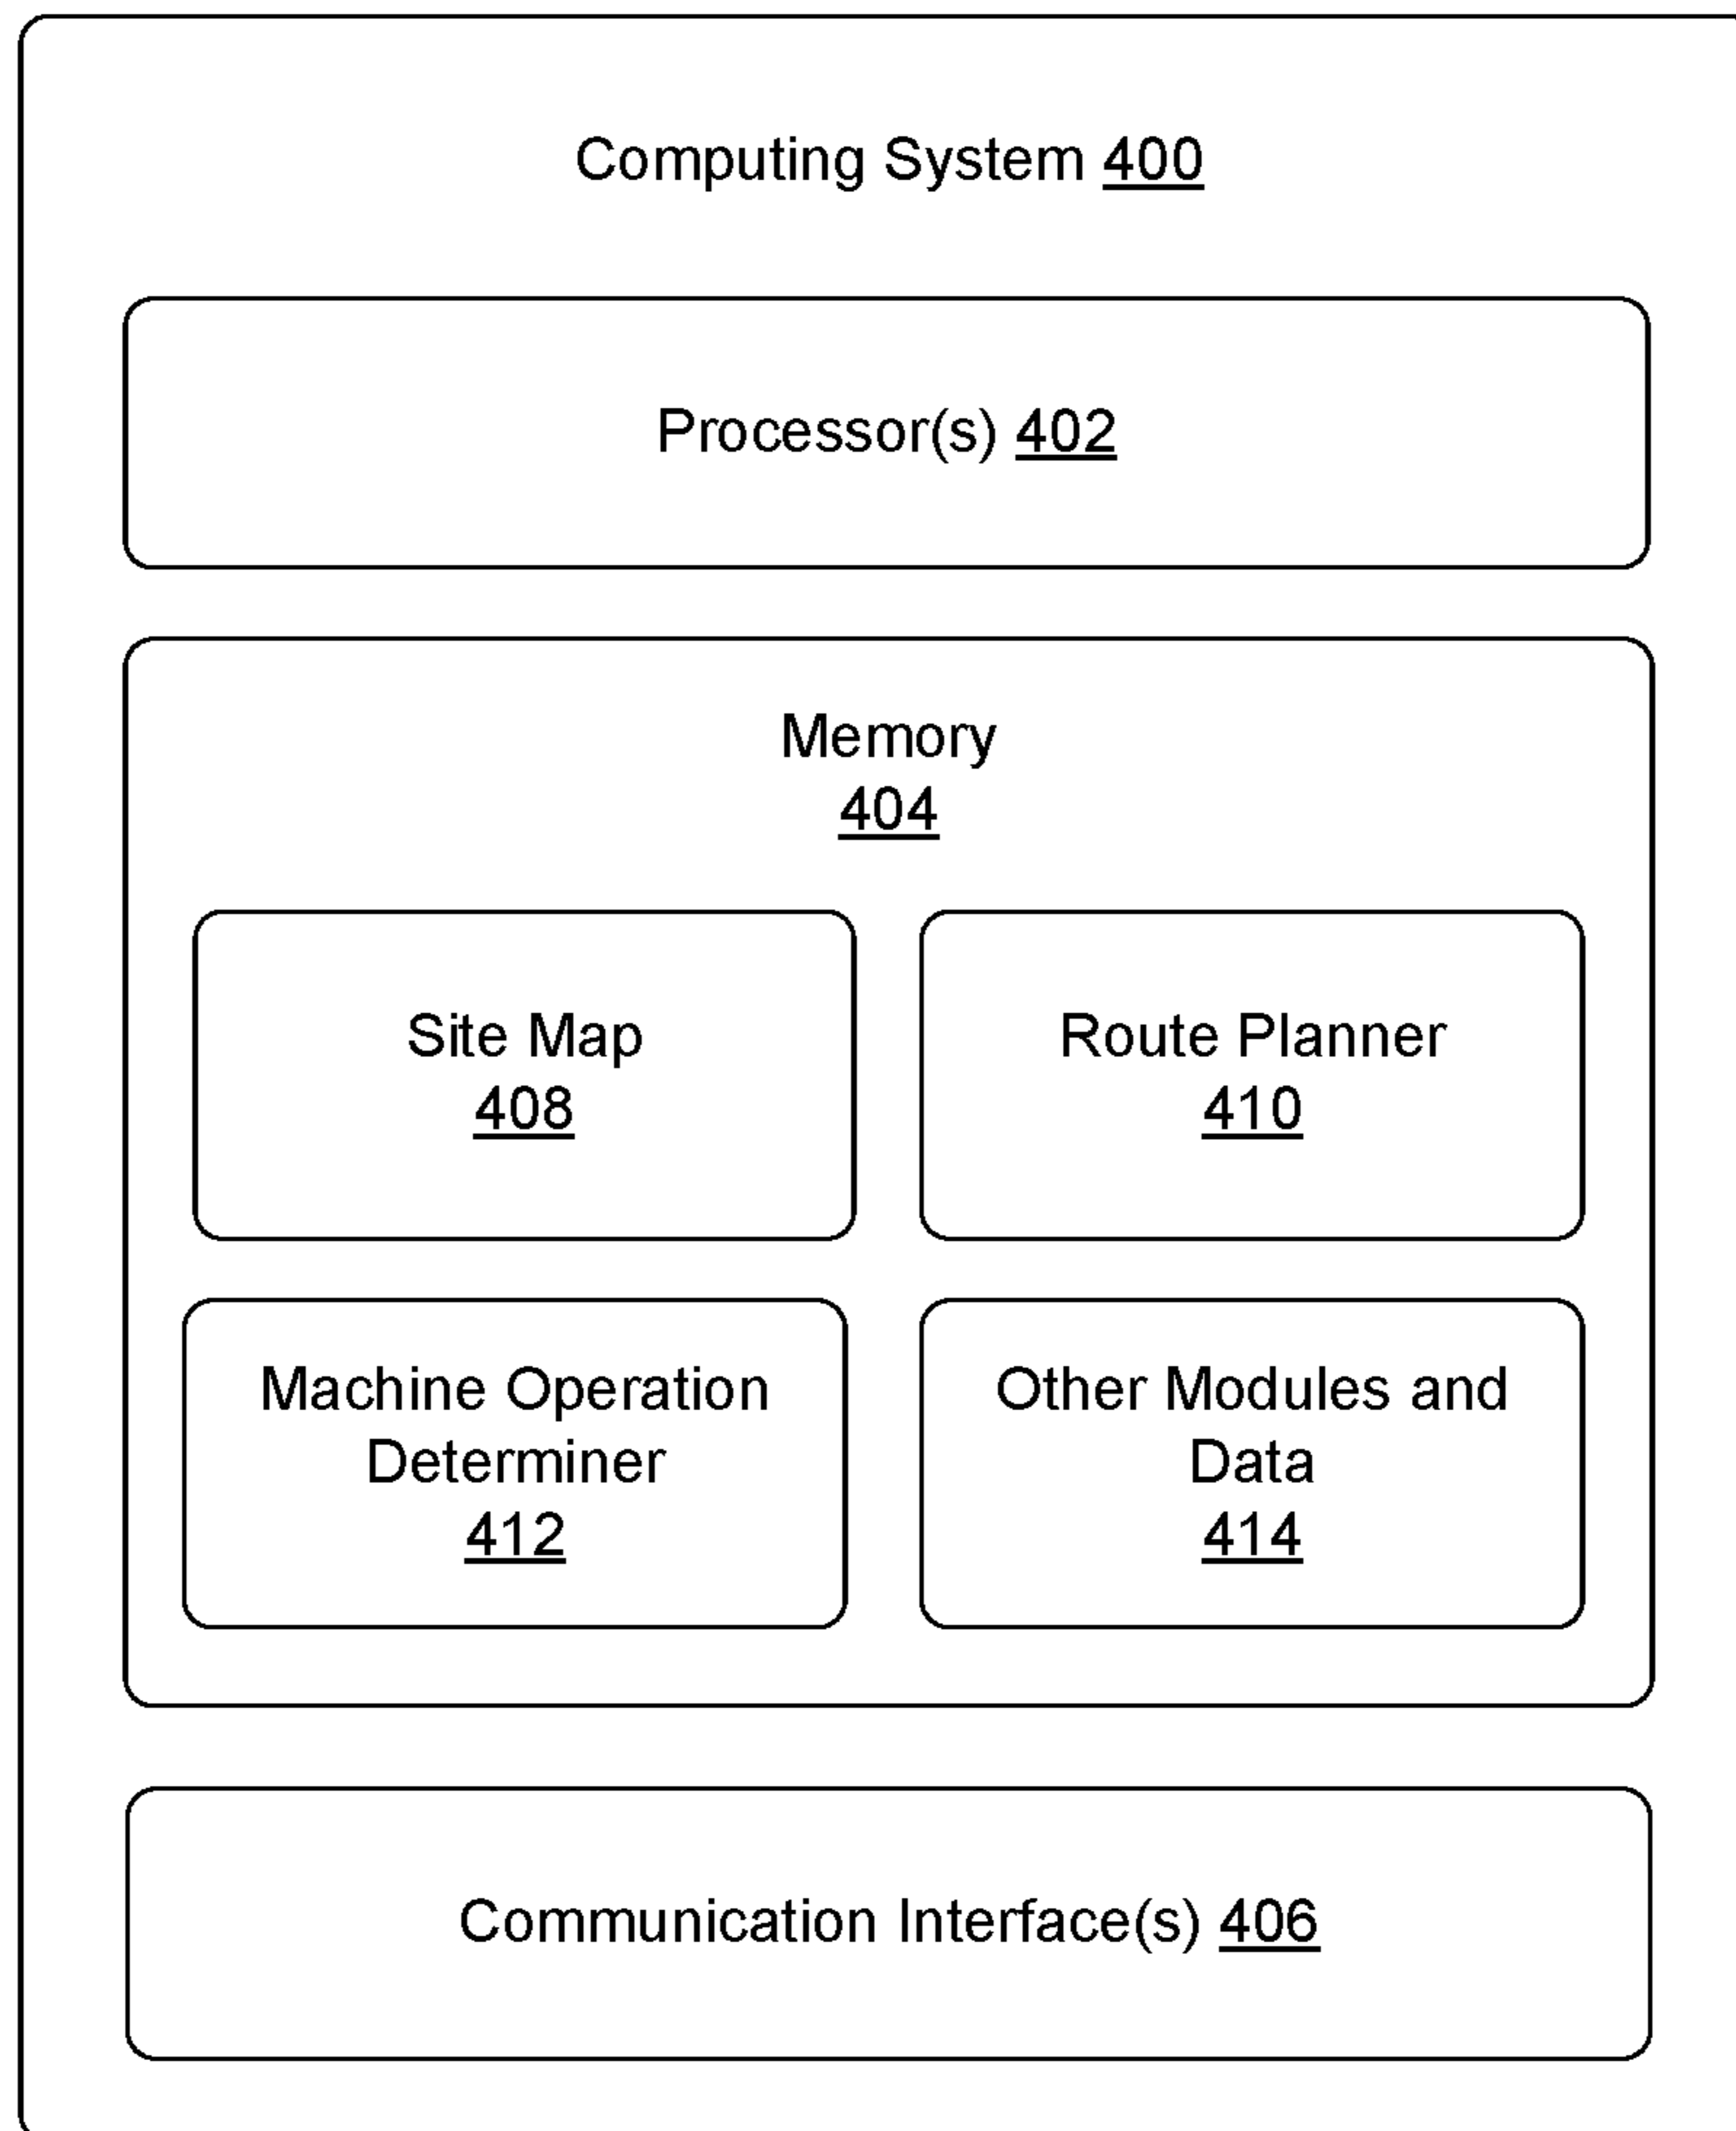 Computing System 400
Processor(s) 402
Memory
404
Site Map
408
Route Planner
410
Machine Operation
Determiner
412
Other Modules and
Data
414
Communication Interface(s) 406